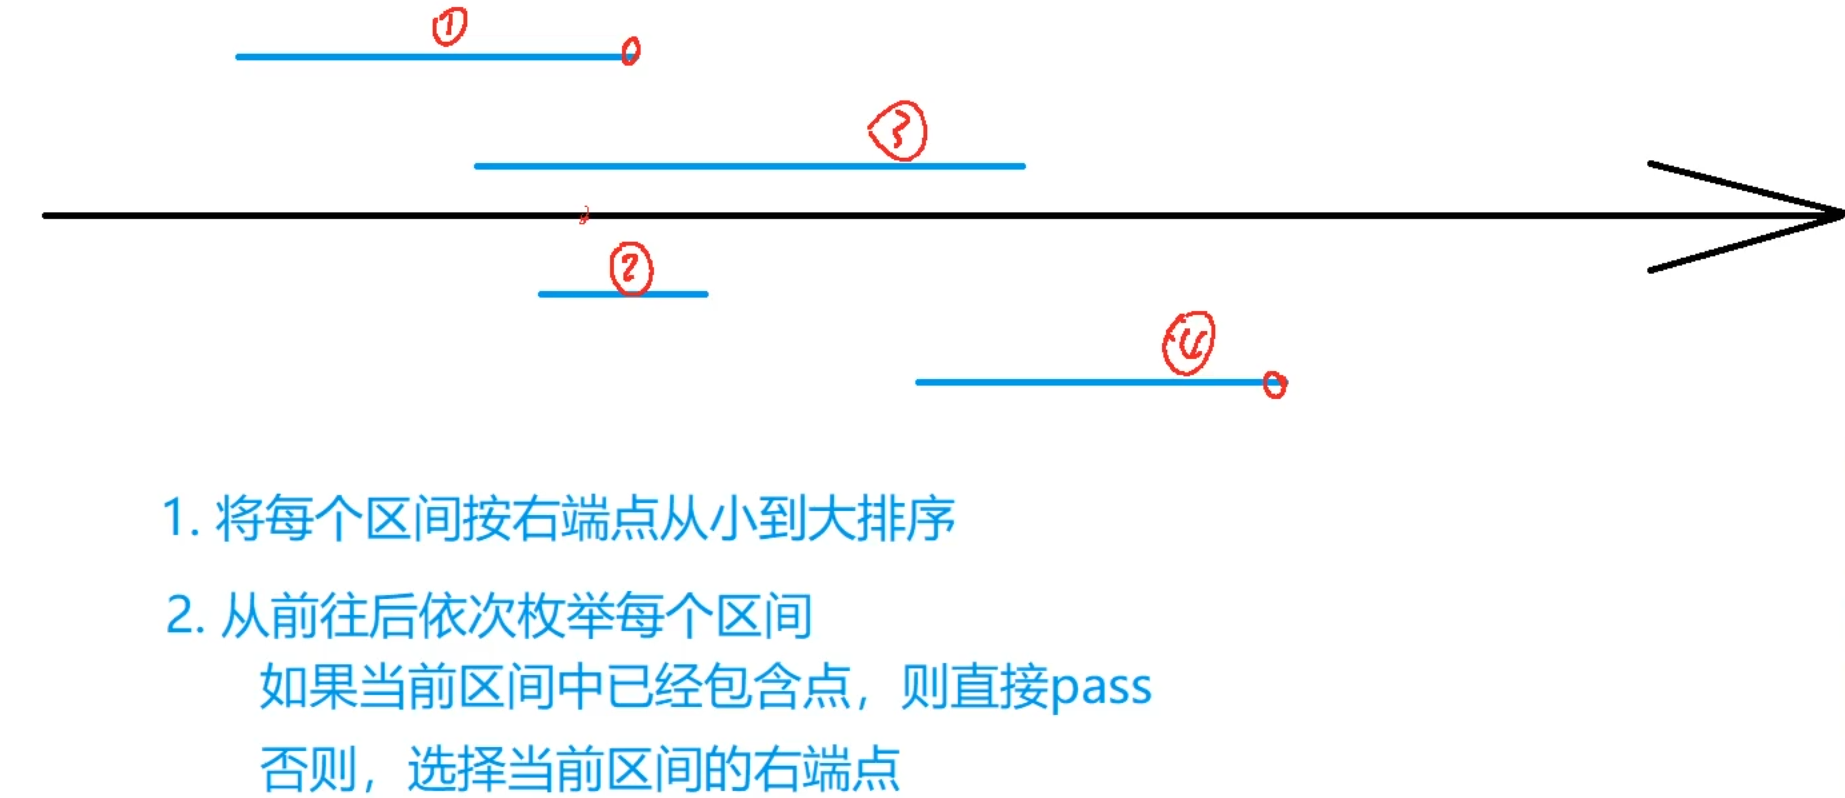 ①
③
②
④
1. 将每个区间按右端点从小到大排序
2. 从前往后依次枚举每个区间
如果当前区间中已经包含点，则直接pass
否则，选择当前区间的右端点